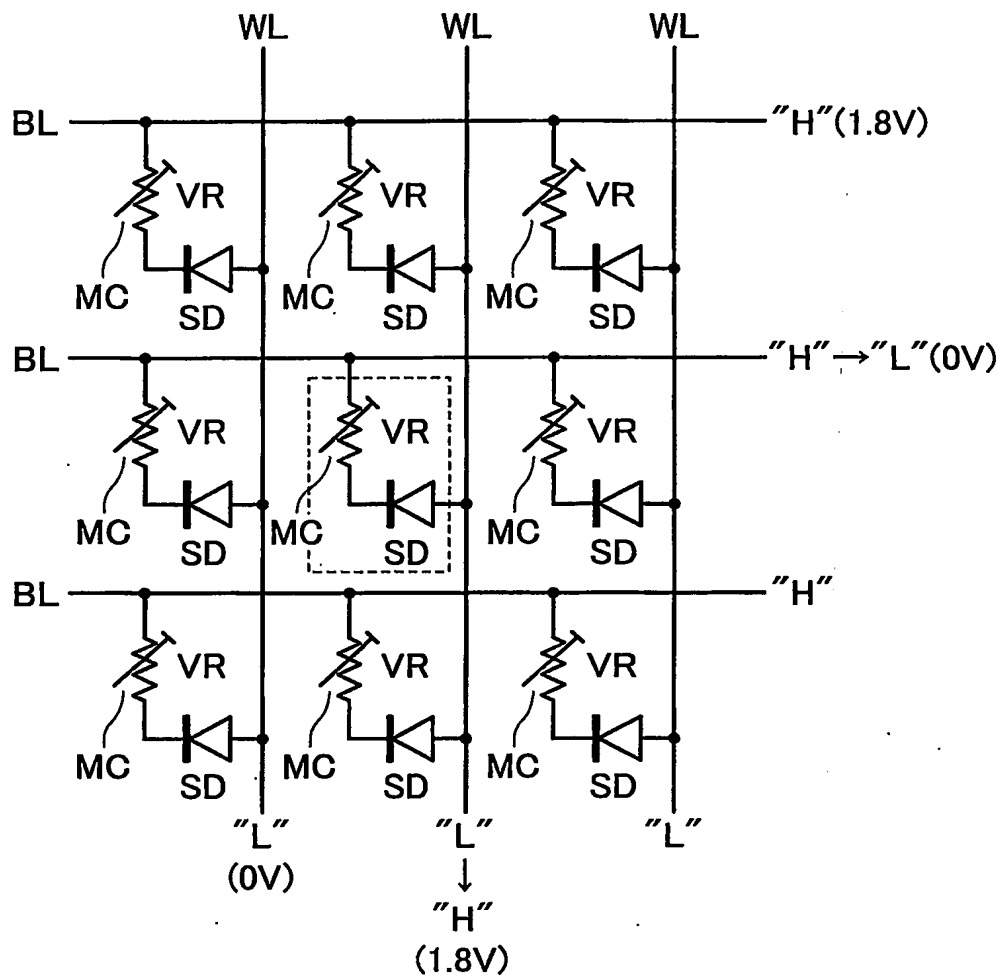 WL WL WL
BL "H"(1.8V)
VR VR VR
MC SD MC SD MC SD
BL "H"→"L"(0V)
VR VR VR
MC SD MC SD MC SD
BL "H"
VR VR VR
MC SD MC SD MC SD
"L" "L" "L"
(0V) ↓
"H"
(1.8V)